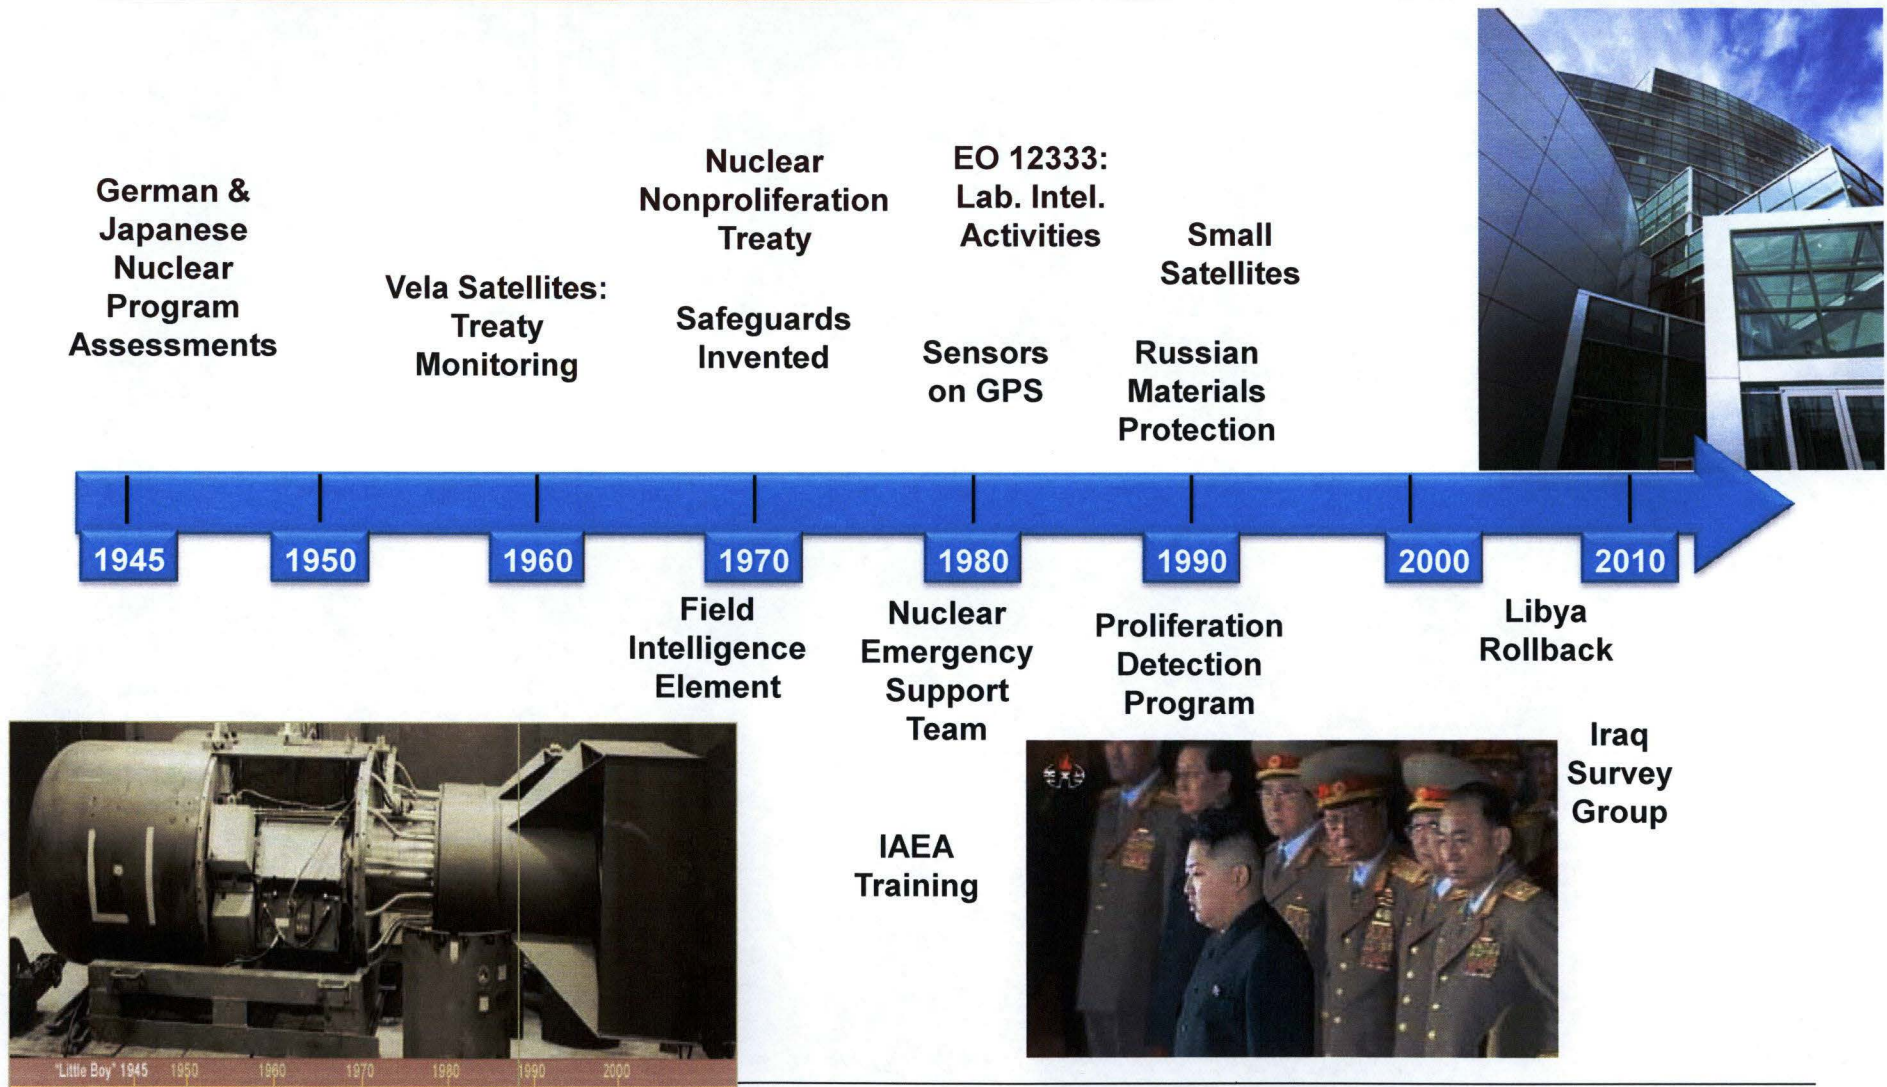 German &
Japanese
Nuclear
Program
Assessments
Vela Satellites:
Treaty
Monitoring
Nuclear
Nonproliferation
Treaty
Safeguards
Invented
EO 12333:
Lab. Intel.
Activities
Sensors
on GPS
Small
Satellites
Russian
Materials
Protection
1945 1950 1960 1970 1980 1990 2000 2010
Field
Intelligence
Element
Nuclear
Emergency
Support
Team
IAEA
Training
Proliferation
Detection
Program
Libya
Rollback
Iraq
Survey
Group
L11
"Little Boy" 1945 1950 1960 1970 1980 1990 2000